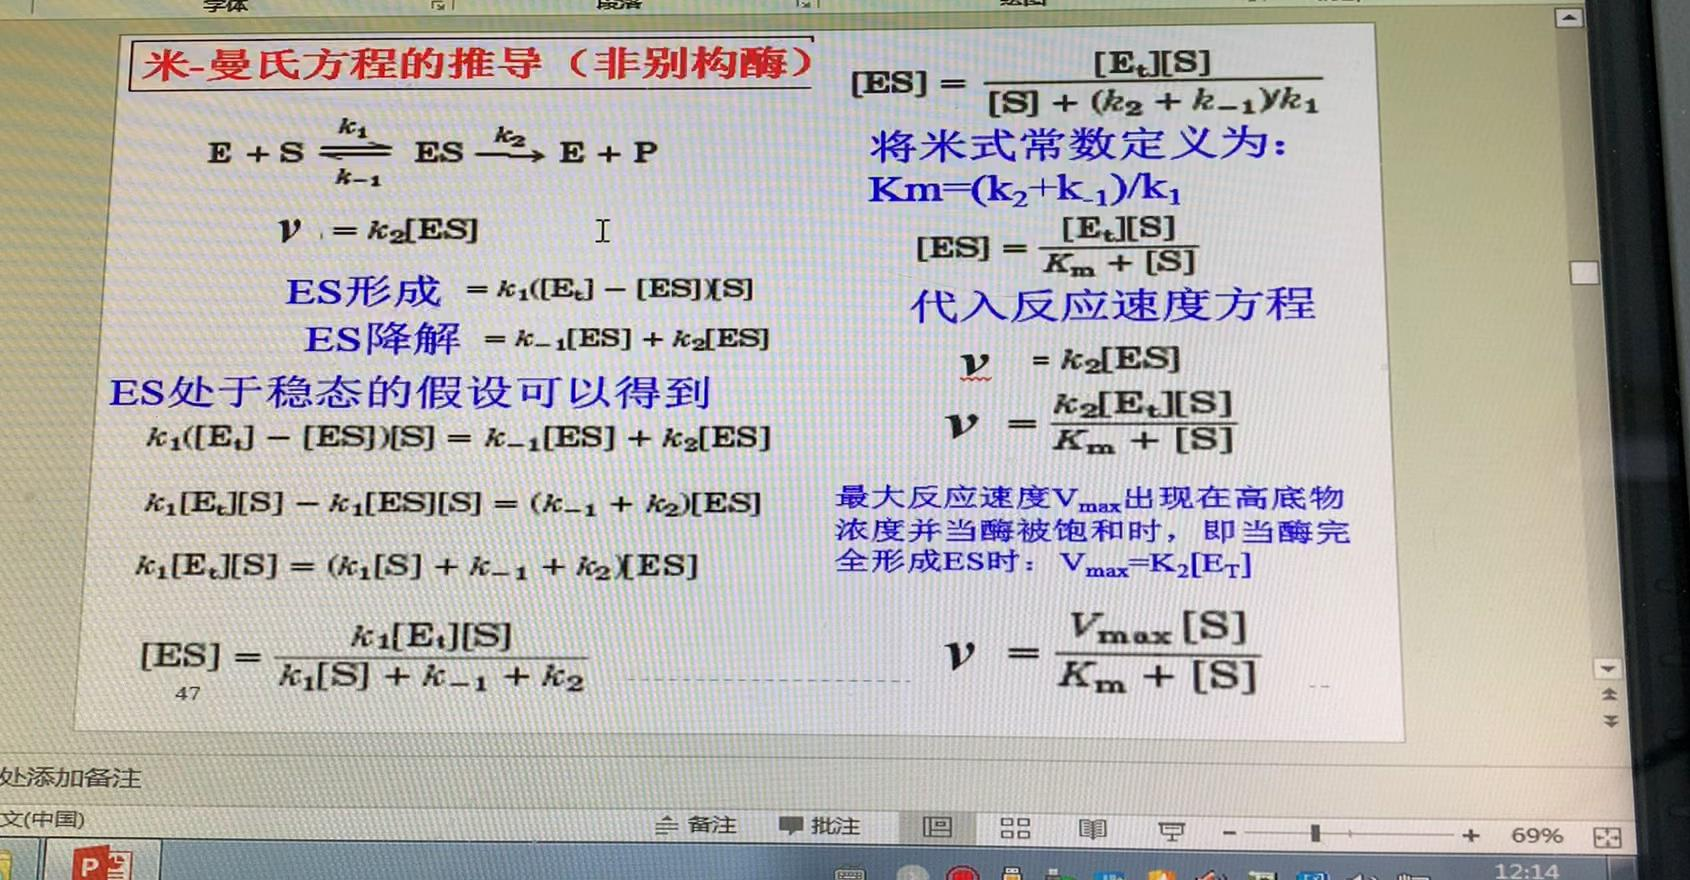 字体
段落
绘图
米-曼氏方程的推导（非别构酶）
E + S ⇌ ES → E + P
k₁
k₂
k₋₁
ν = k₂[ES]
ES形成 = k₁([Eₜ] − [ES])[S]
ES降解 = k₋₁[ES] + k₂[ES]
ES处于稳态的假设可以得到
k₁([Eₜ] − [ES])[S] = k₋₁[ES] + k₂[ES]
k₁[Eₜ][S] − k₁[ES][S] = (k₋₁ + k₂)[ES]
k₁[Eₜ][S] = (k₁[S] + k₋₁ + k₂)[ES]
[ES] = k₁[Eₜ][S] / k₁[S] + k₋₁ + k₂
47
[ES] = [Eₜ][S] / [S] + (k₂ + k₋₁)/k₁
将米式常数定义为：
Km=(k₂+k₋₁)/k₁
[ES] = [Eₜ][S] / Kₘ + [S]
代入反应速度方程
ν = k₂[ES]
ν = k₂[Eₜ][S] / Kₘ + [S]
最大反应速度Vmax出现在高底物
浓度并当酶被饱和时，即当酶完
全形成ES时：Vmax=K₂[E_T]
ν = Vmax [S] / Kₘ + [S]
处添加备注
文(中国)
备注
批注
69%
12:14